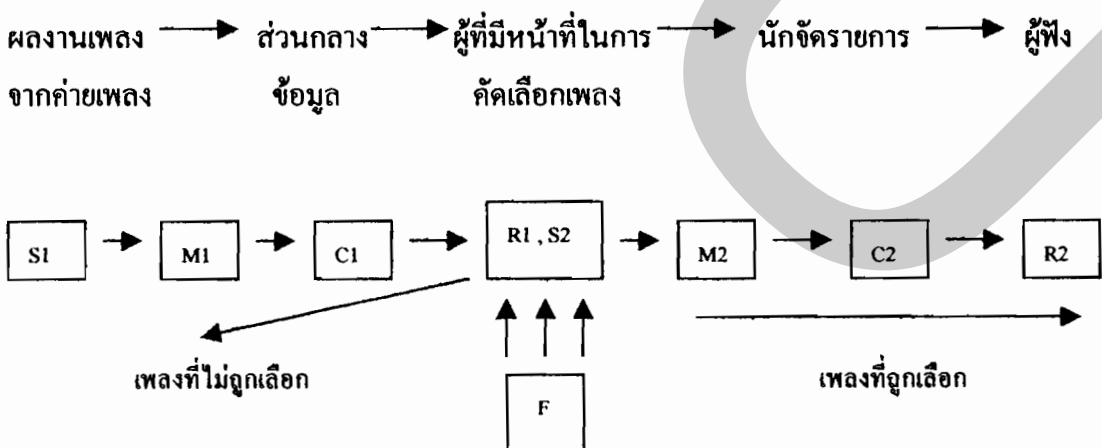 ผลงานเพลง ส่วนกลาง ผู้ที่มีหน้าที่ในการ นักจัดรายการ ผู้ฟัง
จากค่ายเพลง ข้อมูล คัดเลือกเพลง
S1 M1 C1 R1 , S2 M2 C2 R2
เพลงที่ไม่ถูกเลือก เพลงที่ถูกเลือก
F